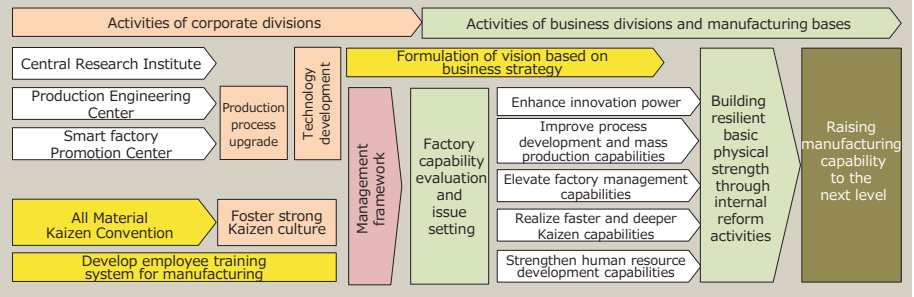 Activities of corporate divisions
Activities of business divisions and manufacturing bases
Central Research Institute
Production Engineering
Center
Smart factory
Promotion Center
Production
process
upgrade
Technology
development
All Material
Kaizen Convention
Foster strong
Kaizen culture
Develop employee training
system for manufacturing
Formulation of vision based on
business strategy
Management
framework
Factory
capability
evaluation
and
issue
setting
Enhance innovation power
Improve process
development and mass
production capabilities
Elevate factory management
capabilities
Realize faster and deeper
Kaizen capabilities
Strengthen human resource
development capabilities
Building
resilient
basic
physical
strength
through
internal
reform
activities
Raising
manufacturing
capability
to the
next level